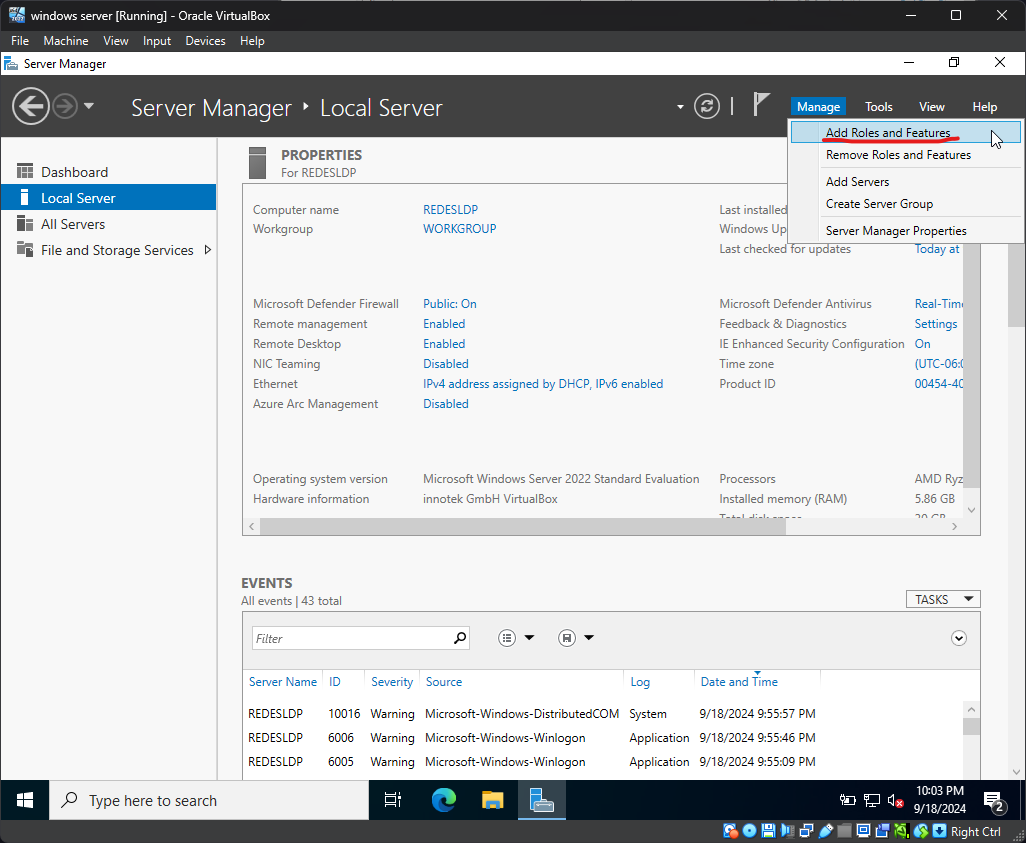 windows server [Running] - Oracle VirtualBox
File Machine View Input Devices Help
Server Manager
Server Manager Local Server
Manage Tools View Help
Add Roles and Features
Remove Roles and Features
Add Servers
Create Server Group
Server Manager Properties
Dashboard
Local Server
All Servers
File and Storage Services
PROPERTIES
For REDESLDP
Computer name REDESLDP Last installed
Workgroup WORKGROUP Windows Up
Last checked for updates Today at
Microsoft Defender Firewall Public: On Microsoft Defender Antivirus Real-Time
Remote management Enabled Feedback & Diagnostics Settings
Remote Desktop Enabled IE Enhanced Security Configuration On
NIC Teaming Disabled Time zone (UTC-06:0
Ethernet IPv4 address assigned by DHCP, IPv6 enabled Product ID 00454-40
Azure Arc Management Disabled
Operating system version Microsoft Windows Server 2022 Standard Evaluation Processors AMD Ryz
Hardware information innotek GmbH VirtualBox Installed memory (RAM) 5.86 GB
EVENTS
All events | 43 total
TASKS
Filter
Server Name ID Severity Source Log Date and Time
REDESLDP 10016 Warning Microsoft-Windows-DistributedCOM System 9/18/2024 9:55:57 PM
REDESLDP 6006 Warning Microsoft-Windows-Winlogon Application 9/18/2024 9:55:46 PM
REDESLDP 6005 Warning Microsoft-Windows-Winlogon Application 9/18/2024 9:55:09 PM
Type here to search
10:03 PM
9/18/2024
2
Right Ctrl